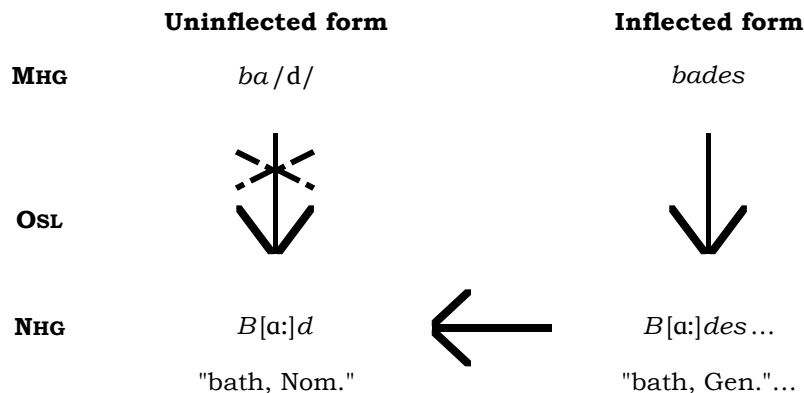 Uninflected form Inflected form
MHG ba/d/ bades
OSL
NHG B[ɑ:]d B[ɑ:]des…
"bath, Nom." "bath, Gen."…